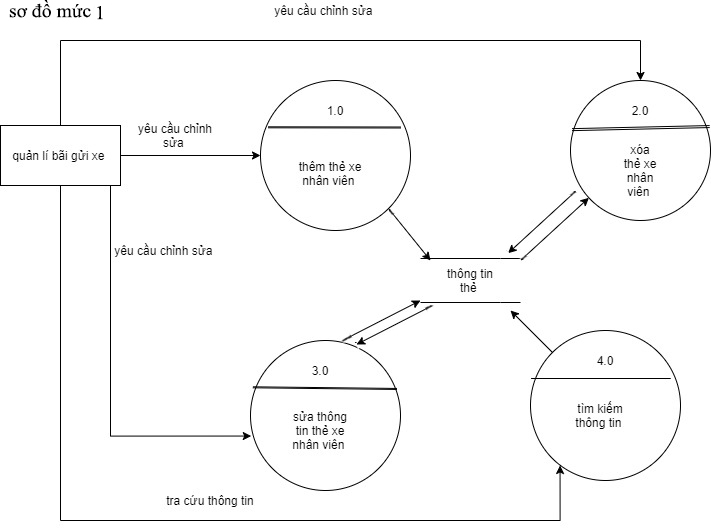 sơ đồ mức 1
yêu cầu chỉnh sửa
1.0
2.0
yêu cầu chỉnh
sửa
quản lí bãi gửi xe
thêm thẻ xe
nhân viên
xóa
thẻ xe
nhân
viên
yêu cầu chỉnh sửa
thông tin
thẻ
3.0
4.0
sửa thông
tin thẻ xe
nhân viên
tìm kiếm
thông tin
tra cứu thông tin